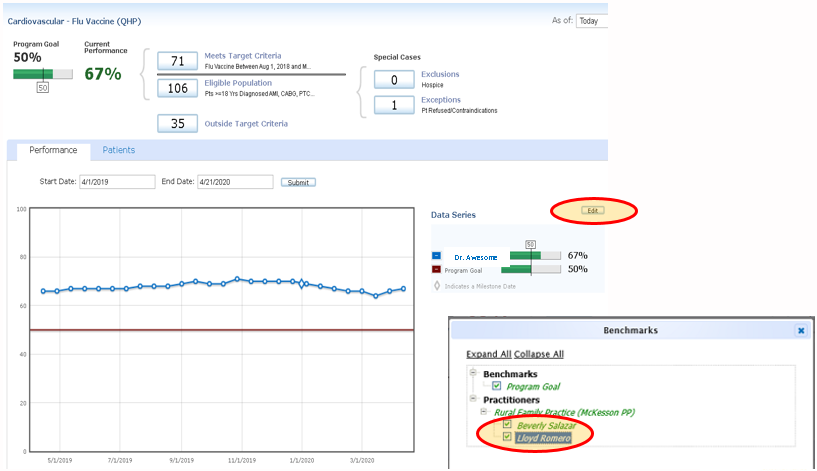 Cardiovascular - Flu Vaccine (QHP)
As of: Today
Program Goal
50%
50
Current
Performance
67%
71
Meets Target Criteria
Flu Vaccine Between Aug 1, 2018 and M...
106
Eligible Population
Pts >=18 Yrs Diagnosed AMI, CABG, PTC...
35
Outside Target Criteria
Special Cases
0
Exclusions
Hospice
1
Exceptions
Pt Refused/Contraindications
Performance
Patients
Start Date: 4/1/2019 End Date: 4/21/2020 Submit
100
80
60
40
20
0
5/1/2019 7/1/2019 9/1/2019 11/1/2019 1/1/2020 3/1/2020
Data Series
Edit
50
Dr. Awesome 67%
Program Goal 50%
Indicates a Milestone Date
Benchmarks
Expand All Collapse All
Benchmarks
Program Goal
Practitioners
Rural Family Practice (McKesson PP)
Beverly Salazar
Lloyd Romero